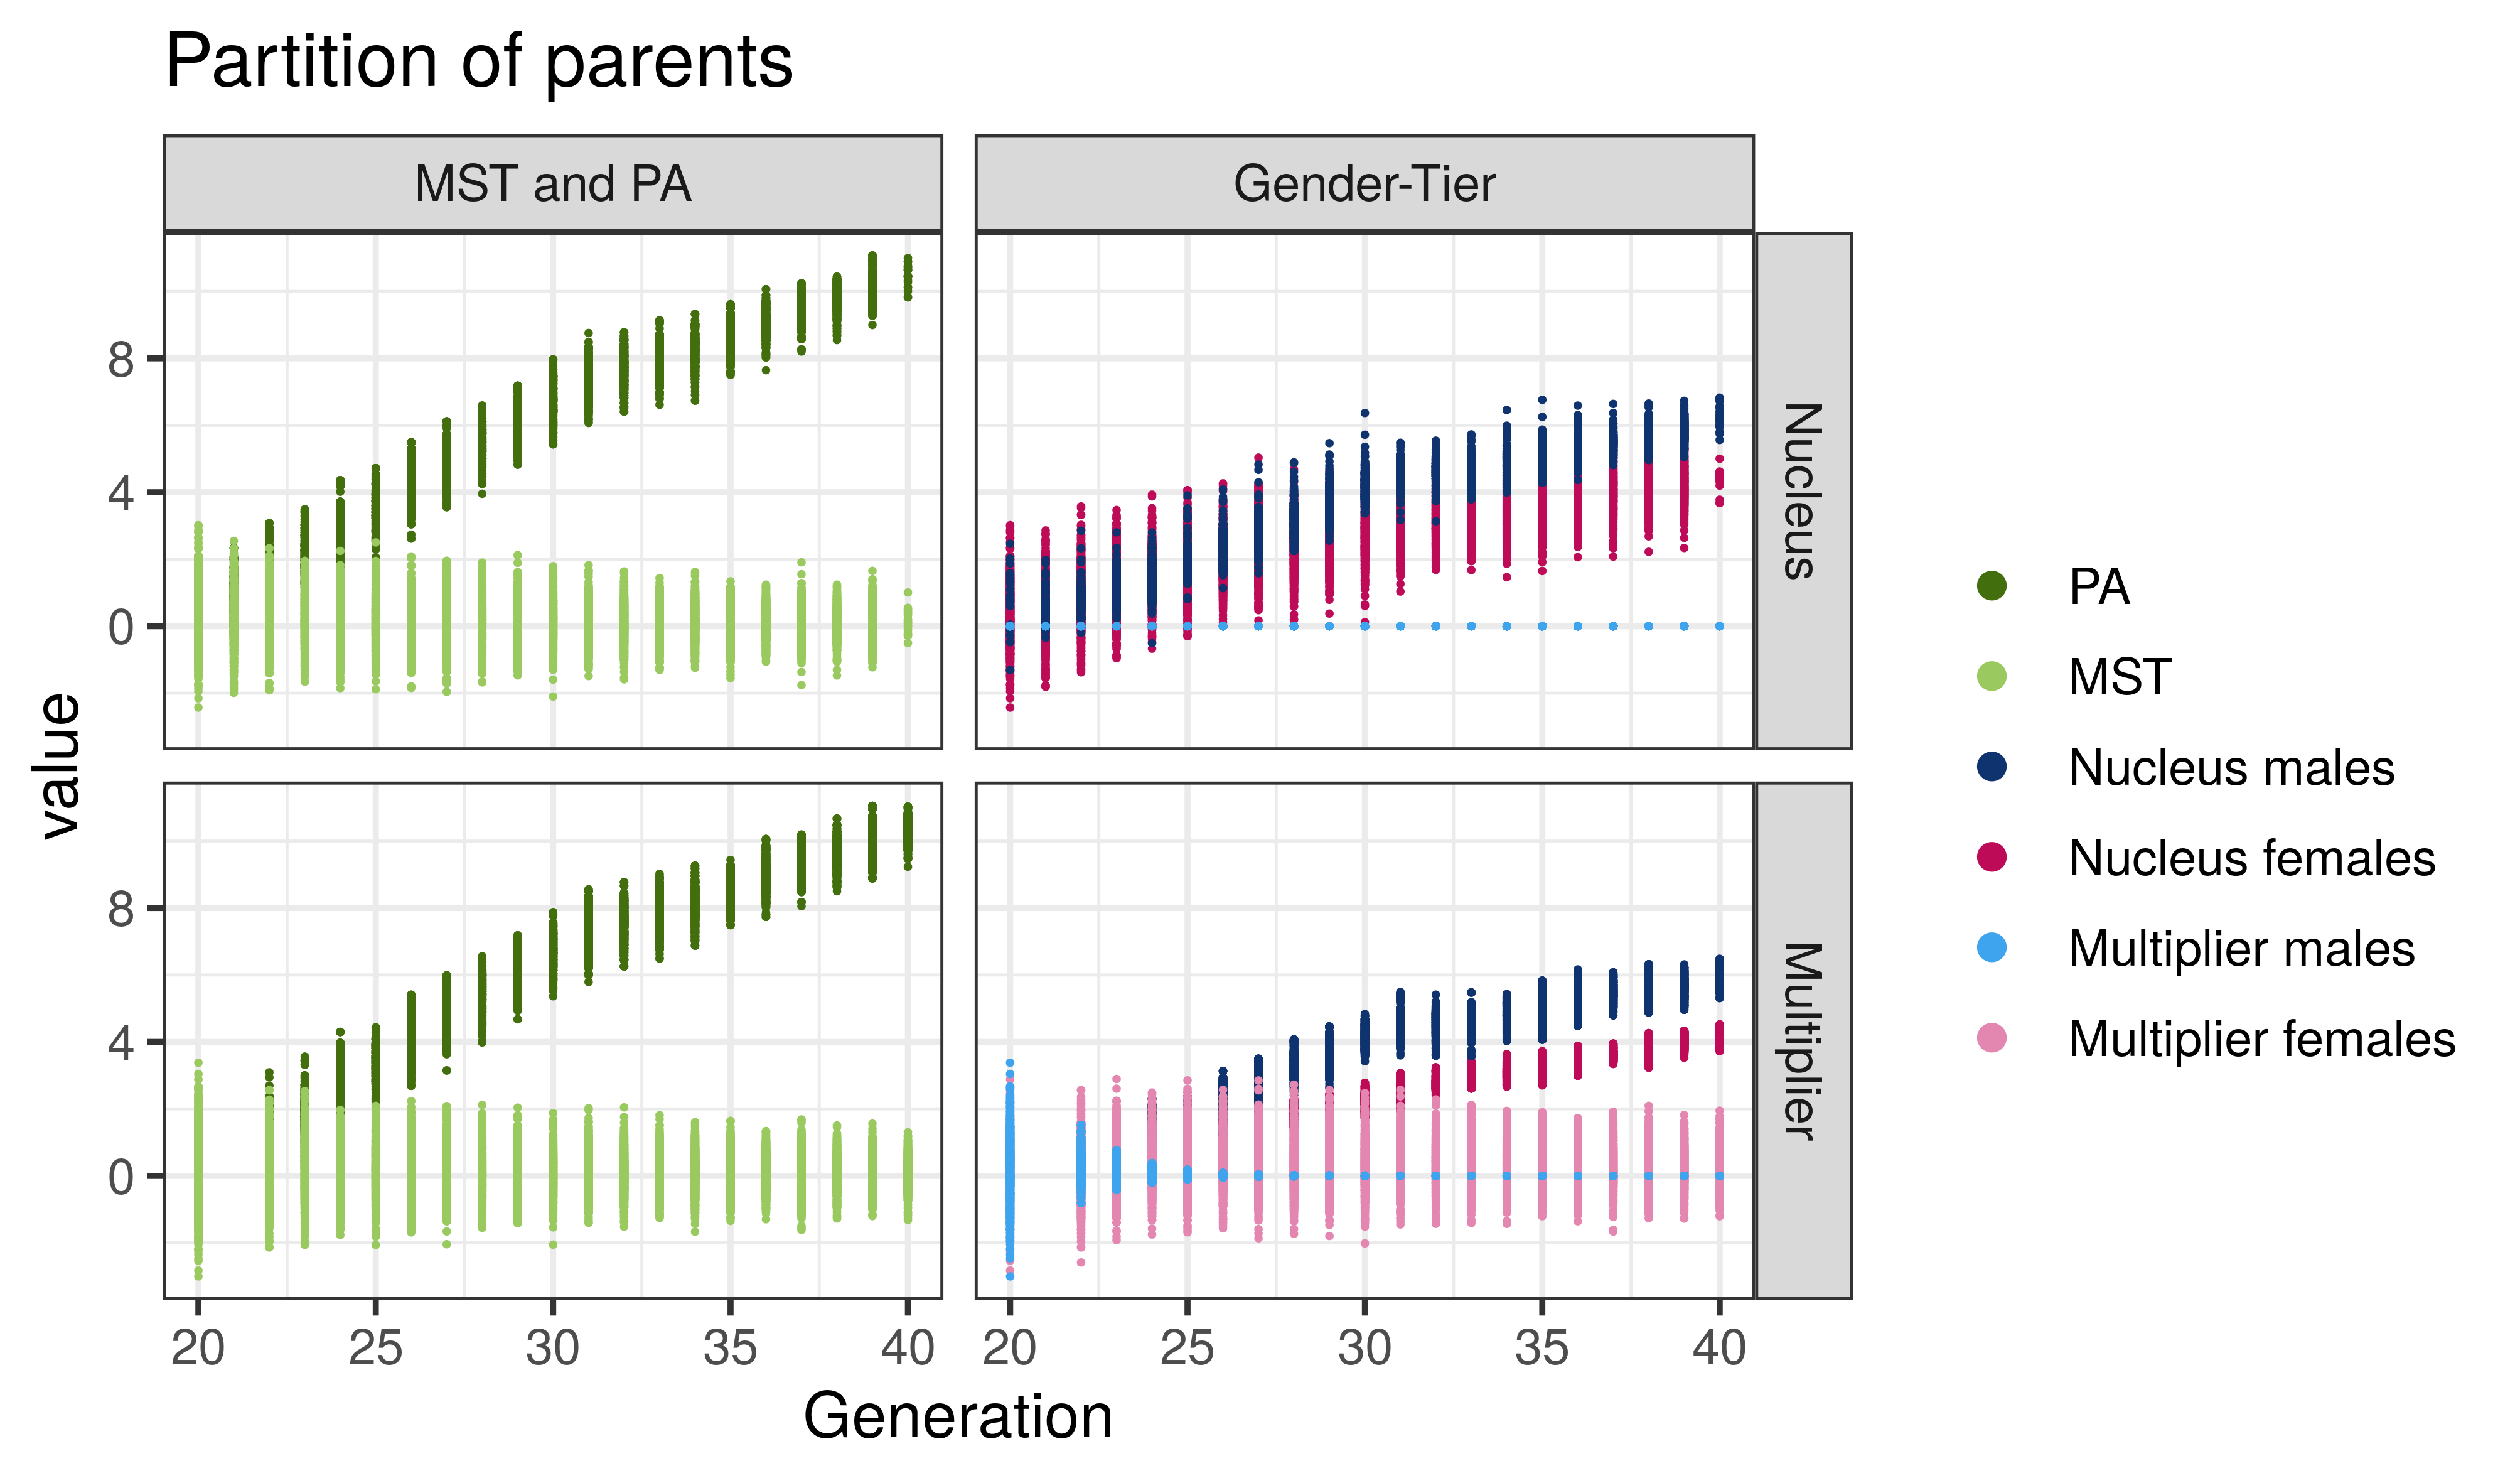 Partition of parents
MST and PA
Gender-Tier
8
4
0
Nucleus
8
4
0
Multiplier
value
20 25 30 35 40
20 25 30 35 40
Generation
PA
MST
Nucleus males
Nucleus females
Multiplier males
Multiplier females